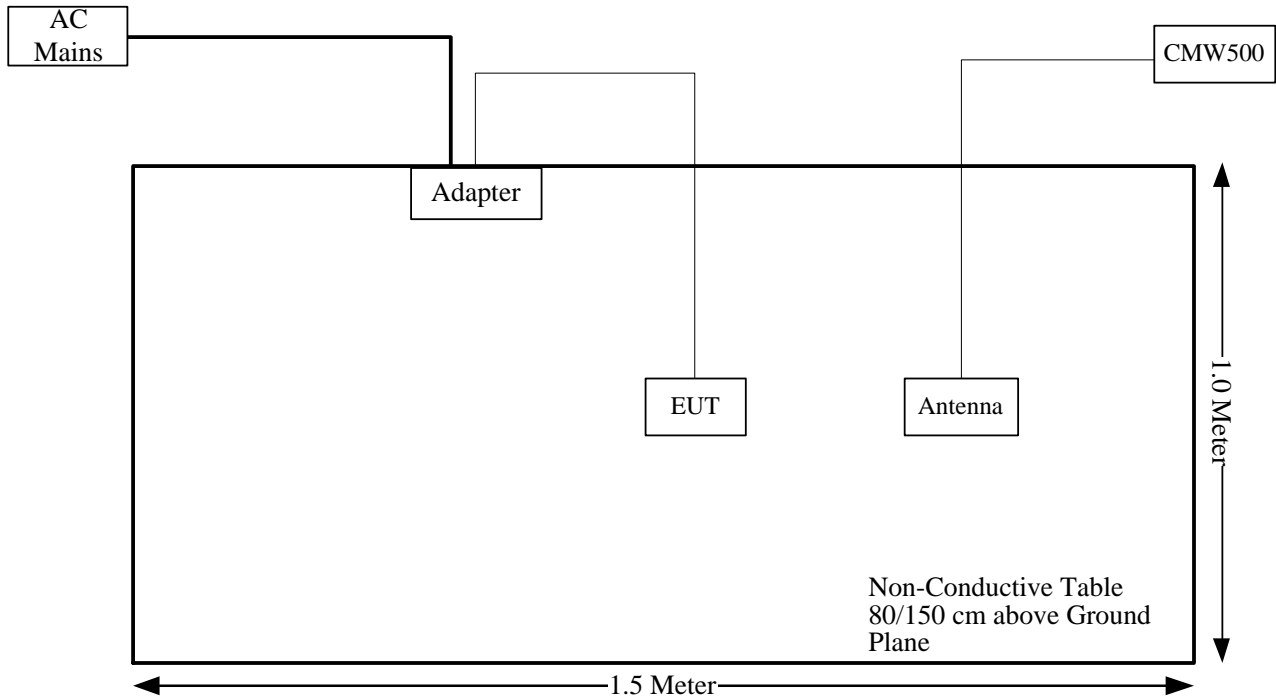 AC
Mains
CMW500
Adapter
EUT
Antenna
1.0 Meter
Non-Conductive Table
80/150 cm above Ground
Plane
1.5 Meter